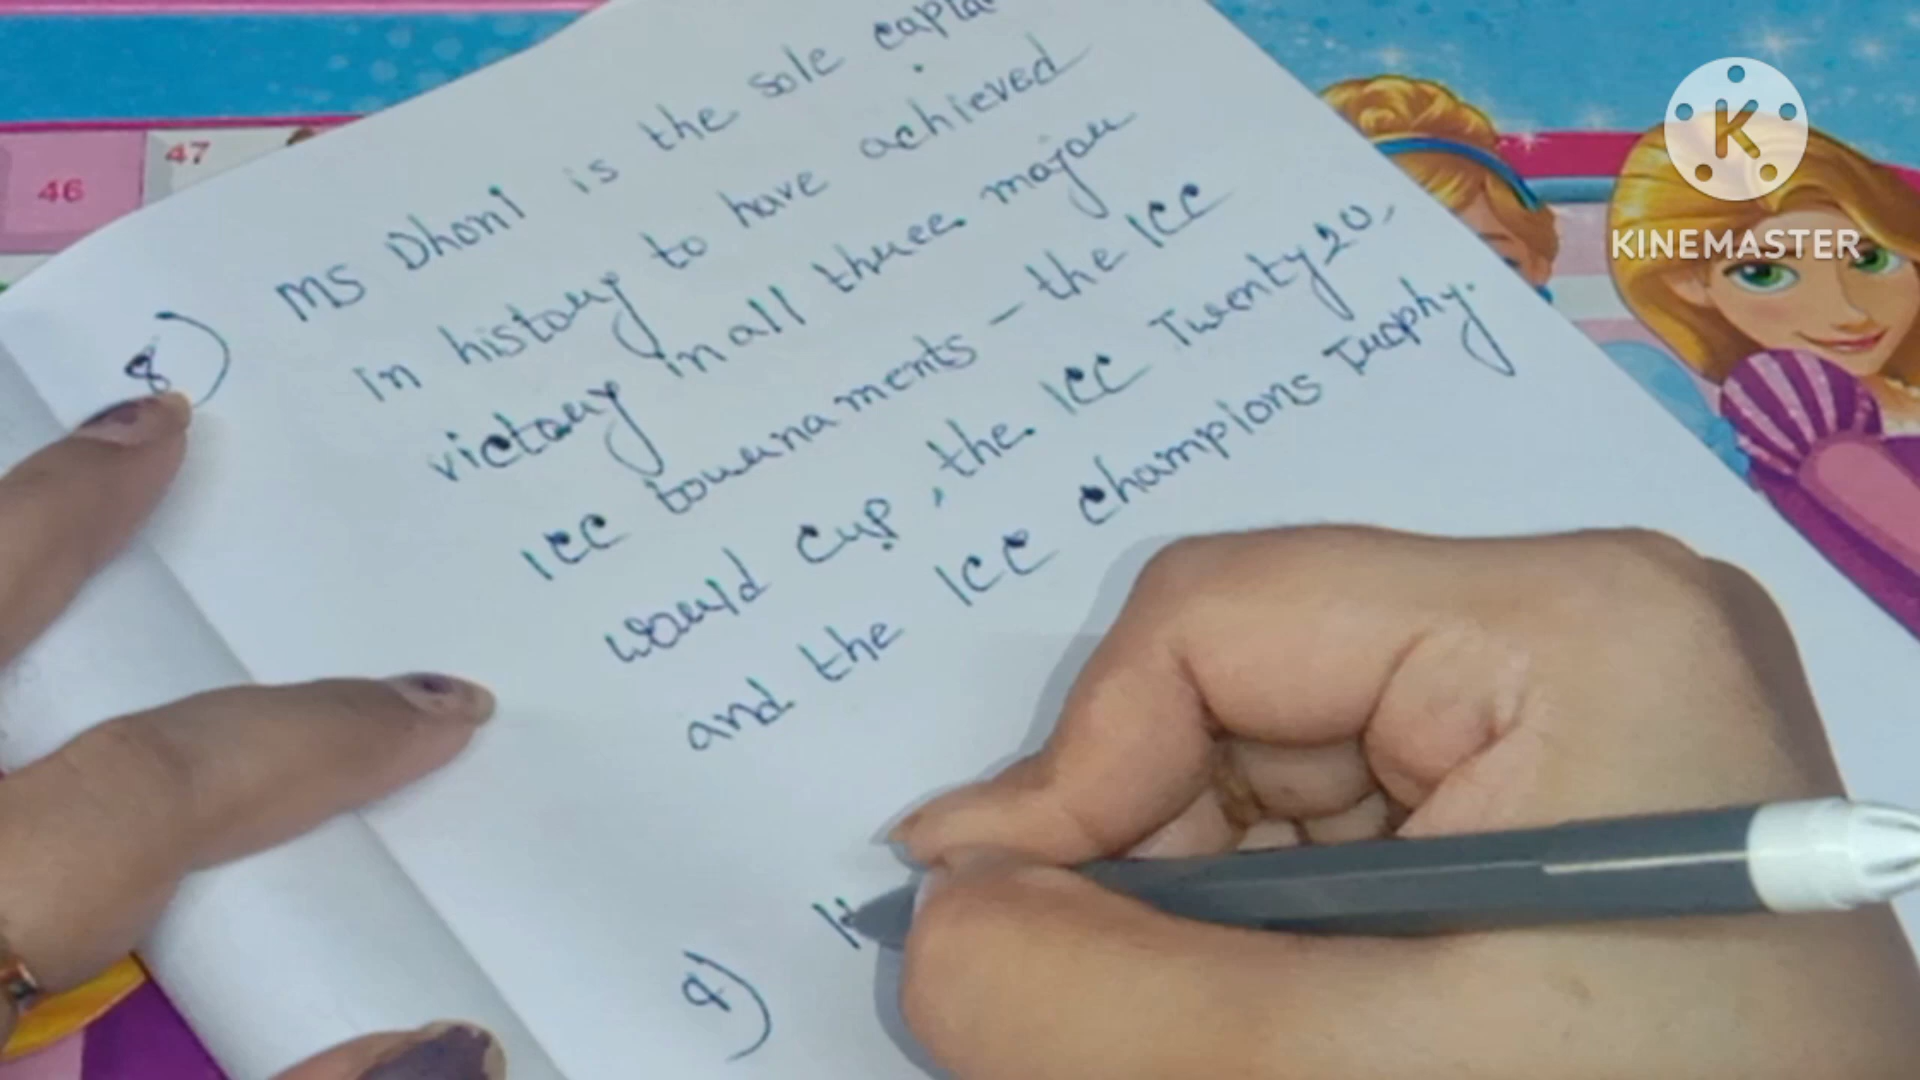 46
47
8) MS Dhoni is the sole
in history to have achieved
victory in all three major
ICC tournaments - the ICC
World Cup, the ICC Twenty20,
and the ICC Champions Trophy.
9) H
K
KINEMASTER